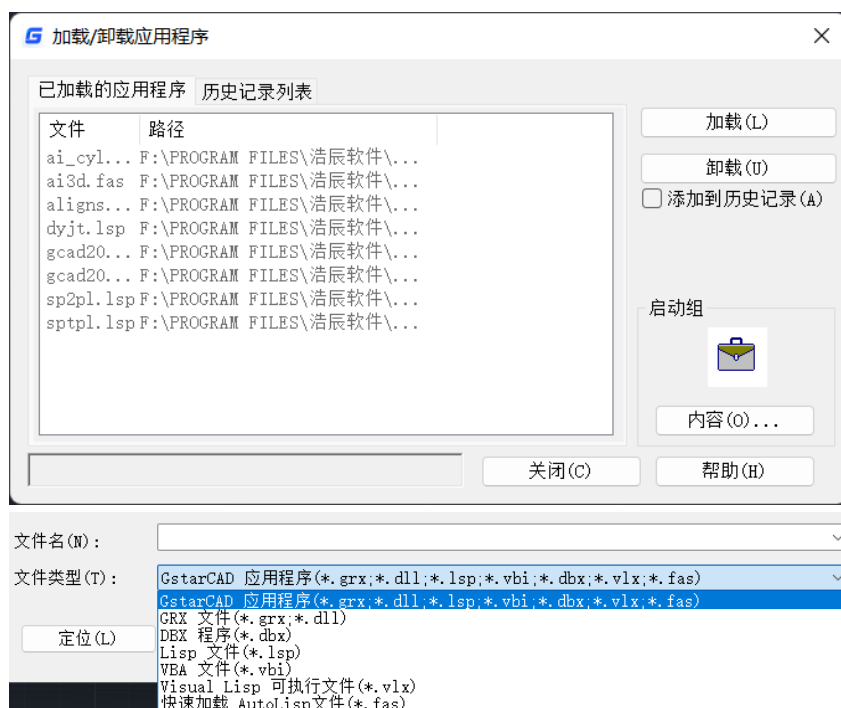 加载/卸载应用程序
已加载的应用程序 历史记录列表
文件 路径
ai_cyl... F:\PROGRAM FILES\浩辰软件\...
ai3d.fas F:\PROGRAM FILES\浩辰软件\...
aligns... F:\PROGRAM FILES\浩辰软件\...
dyjt.lsp F:\PROGRAM FILES\浩辰软件\...
gcad20... F:\PROGRAM FILES\浩辰软件\...
gcad20... F:\PROGRAM FILES\浩辰软件\...
sp2pl.lsp F:\PROGRAM FILES\浩辰软件\...
sptpl.lsp F:\PROGRAM FILES\浩辰软件\...
加载(L)
卸载(U)
添加到历史记录(A)
启动组
内容(O)...
关闭(C)
帮助(H)
文件名(N):
文件类型(T): GstarCAD 应用程序(*.grx;*.dll;*.lsp;*.vbi;*.dbx;*.vlx;*.fas)
GstarCAD 应用程序(*.grx;*.dll;*.lsp;*.vbi;*.dbx;*.vlx;*.fas)
GRX 文件(*.grx;*.dll)
DBX 程序(*.dbx)
定位(L)
Lisp 文件(*.lsp)
VBA 文件(*.vbi)
Visual Lisp 可执行文件(*.vlx)
快速加载 AutoLisp文件(*.fas)